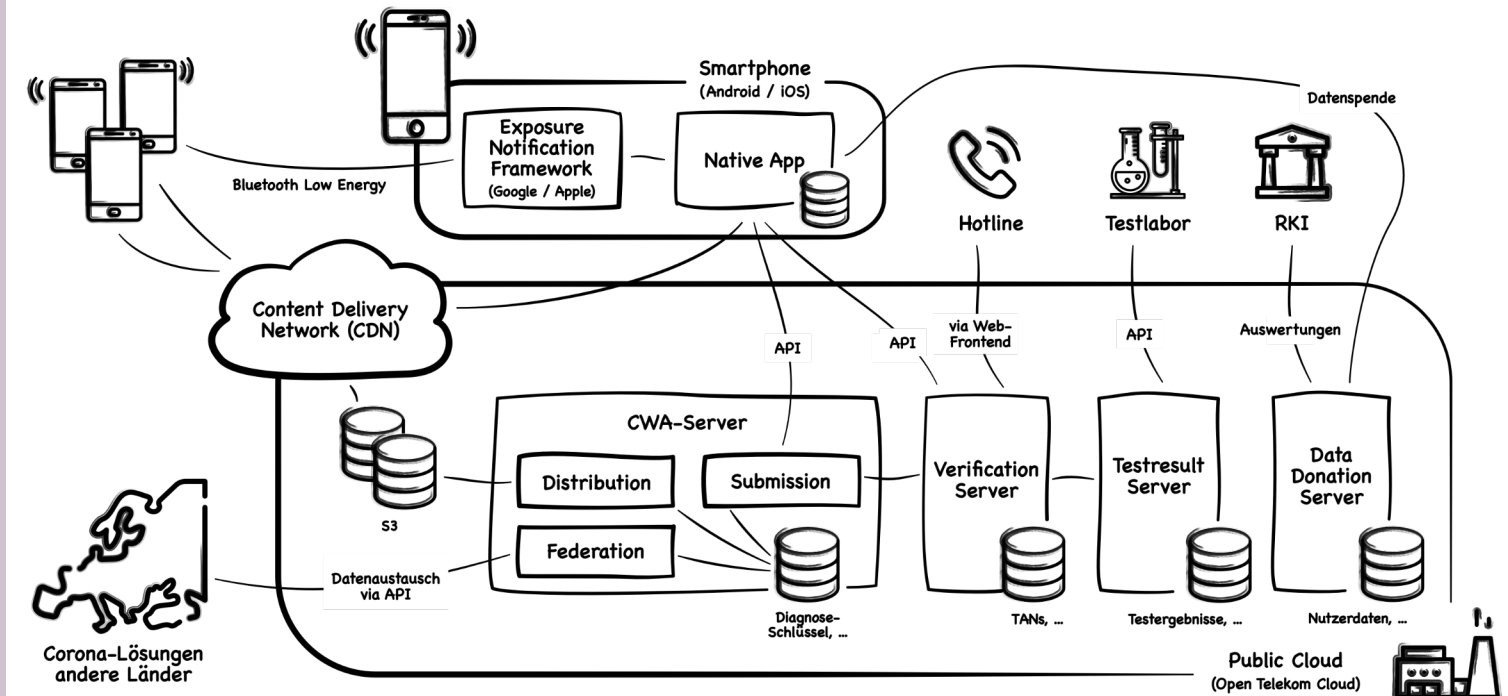 Smartphone
(Android / iOS)
Exposure
Notification
Framework
(Google / Apple)
Native App
Datenspende
Bluetooth Low Energy
Hotline
Testlabor
RKI
Content Delivery
Network (CDN)
API
API
via Web-
Frontend
API
Auswertungen
CWA-Server
Distribution
Submission
Federation
Verification
Server
Testresult
Server
Data
Donation
Server
S3
Datenaustausch
via API
Diagnose-
Schlüssel, ...
TANs, ...
Testergebnisse, ...
Nutzerdaten, ...
Corona-Lösungen
andere Länder
Public Cloud
(Open Telekom Cloud)